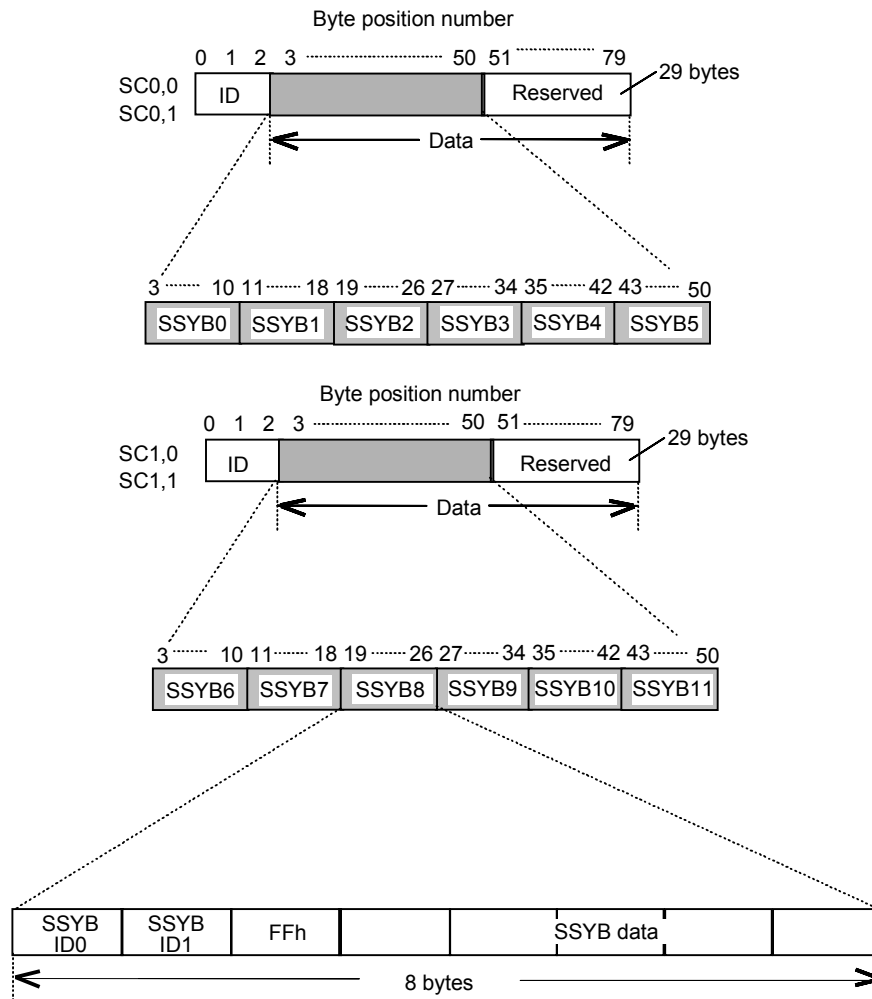 Byte position number
0 1 2 3 50 51 79
29 bytes
SC0,0
SC0,1
ID
Reserved
Data
3 10 11 18 19 26 27 34 35 42 43 50
SSYB0 SSYB1 SSYB2 SSYB3 SSYB4 SSYB5
Byte position number
0 1 2 3 50 51 79
29 bytes
SC1,0
SC1,1
ID
Reserved
Data
3 10 11 18 19 26 27 34 35 42 43 50
SSYB6 SSYB7 SSYB8 SSYB9 SSYB10 SSYB11
SSYB ID0
SSYB ID1
FFh
SSYB data
8 bytes